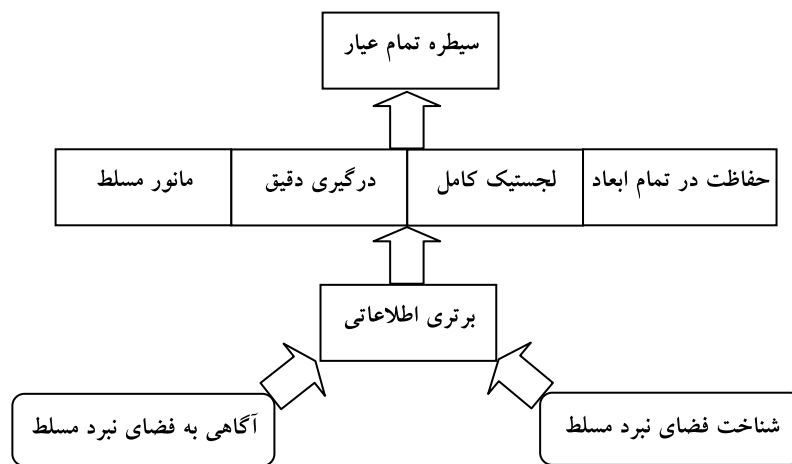 سیطره تمام عیار
حفاظت در تمام ابعاد
لجستیک کامل
درگیری دقیق
مانور مسلط
برتری اطلاعاتی
شناخت فضای نبرد مسلط
آگاهی به فضای نبرد مسلط